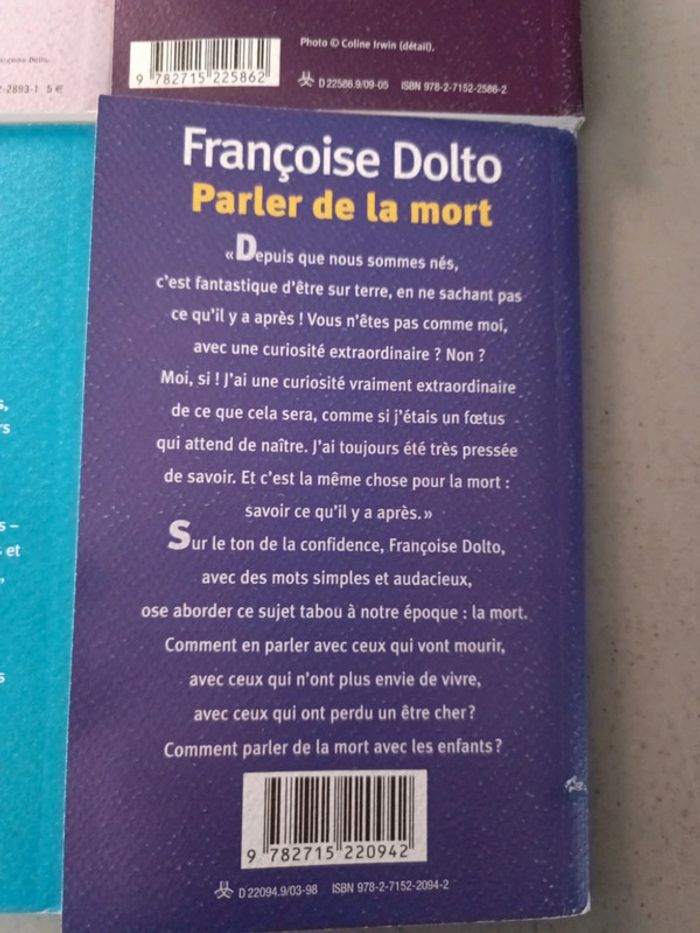 Françoise-Dolto.
2-2893-1 5 €
Photo © Coline Irwin (détail).
9 782715 225862
D 22586.9/09-05 ISBN 978-2-7152-2586-2
Françoise Dolto
Parler de la mort
« Depuis que nous sommes nés,
c'est fantastique d'être sur terre, en ne sachant pas
ce qu'il y a après ! Vous n'êtes pas comme moi,
avec une curiosité extraordinaire ? Non ?
Moi, si ! J'ai une curiosité vraiment extraordinaire
de ce que cela sera, comme si j'étais un fœtus
qui attend de naître. J'ai toujours été très pressée
de savoir. Et c'est la même chose pour la mort :
savoir ce qu'il y a après. »
Sur le ton de la confidence, Françoise Dolto,
avec des mots simples et audacieux,
ose aborder ce sujet tabou à notre époque : la mort.
Comment en parler avec ceux qui vont mourir,
avec ceux qui n'ont plus envie de vivre,
avec ceux qui ont perdu un être cher ?
Comment parler de la mort avec les enfants ?
9 782715 220942
D 22094.9/03-98 ISBN 978-2-7152-2094-2
s,
rs
s –
et